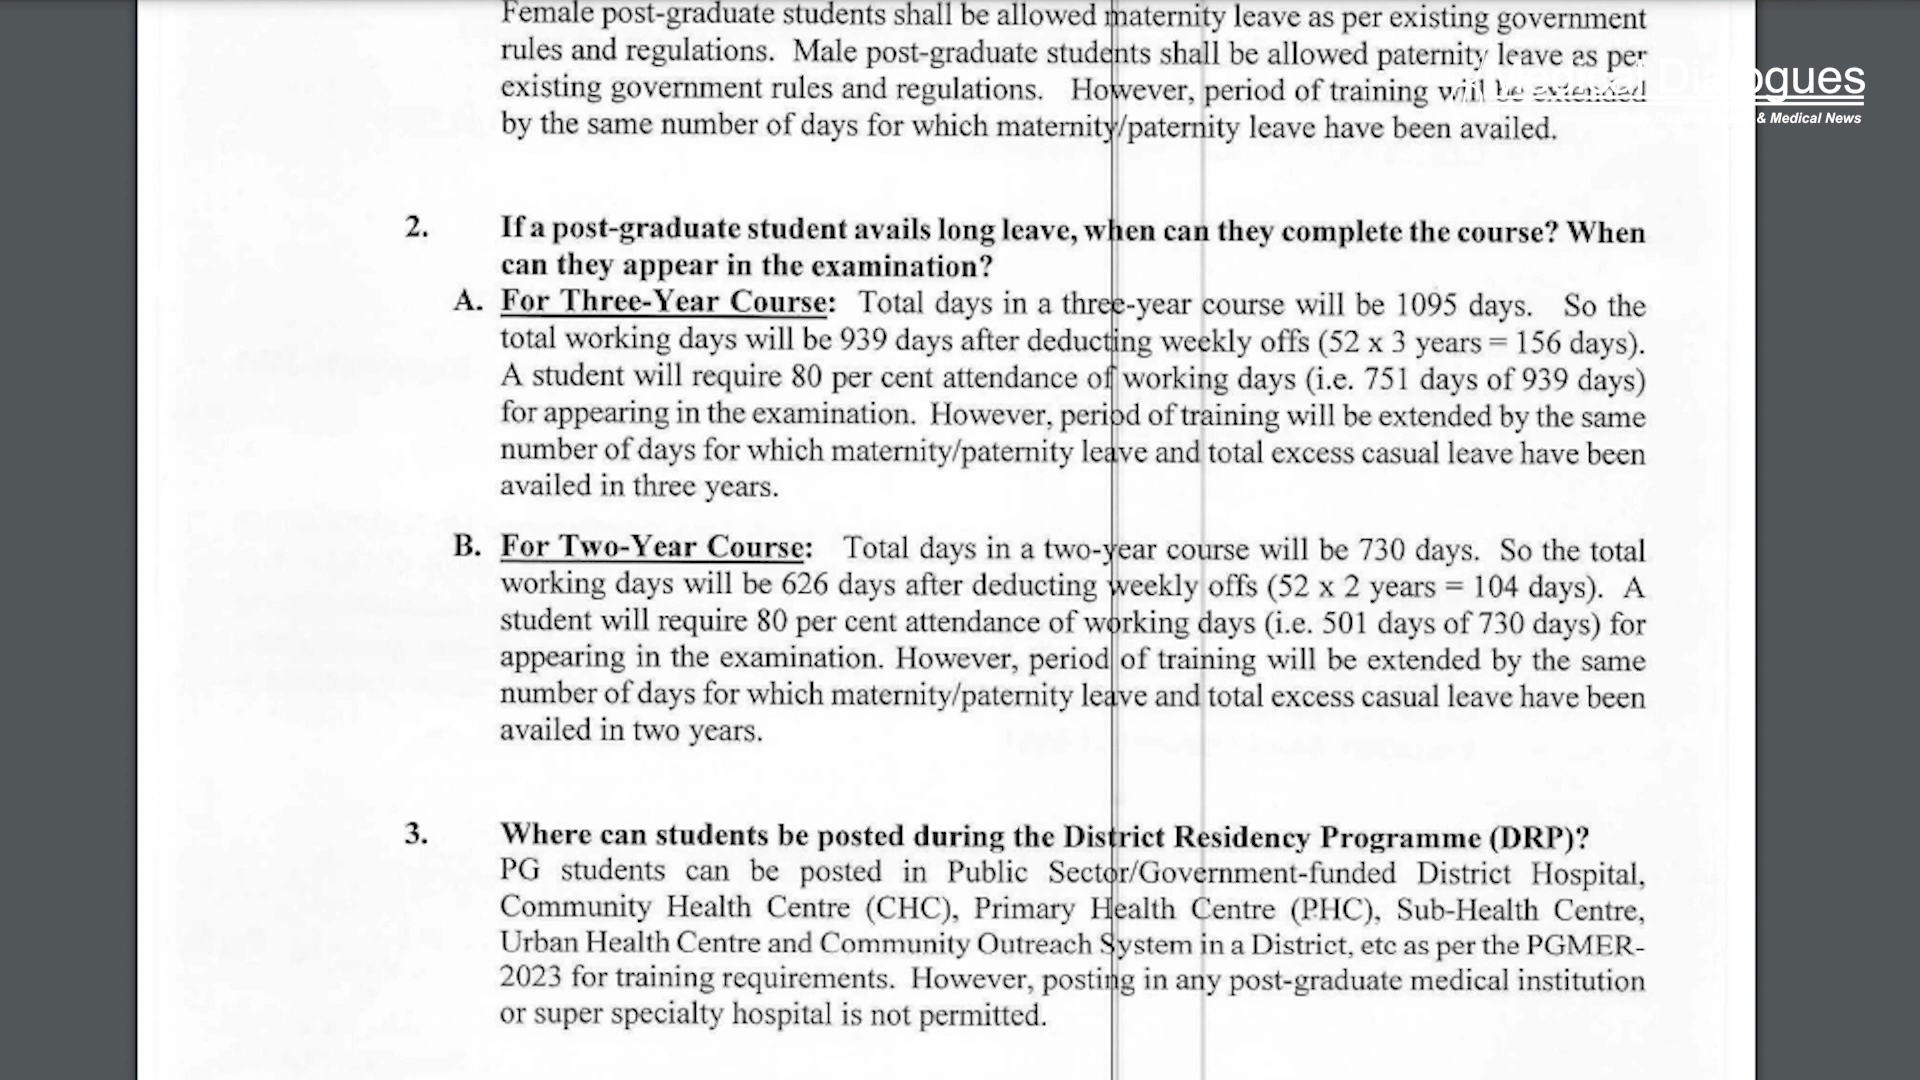 Female post-graduate students shall be allowed maternity leave as per existing government
rules and regulations. Male post-graduate students shall be allowed paternity leave as per
existing government rules and regulations. However, period of training will be extended
by the same number of days for which maternity/paternity leave have been availed.
Medical Dialogues
& Medical News
2. If a post-graduate student avails long leave, when can they complete the course? When
can they appear in the examination?
A. For Three-Year Course: Total days in a three-year course will be 1095 days. So the
total working days will be 939 days after deducting weekly offs (52 x 3 years = 156 days).
A student will require 80 per cent attendance of working days (i.e. 751 days of 939 days)
for appearing in the examination. However, period of training will be extended by the same
number of days for which maternity/paternity leave and total excess casual leave have been
availed in three years.
B. For Two-Year Course: Total days in a two-year course will be 730 days. So the total
working days will be 626 days after deducting weekly offs (52 x 2 years = 104 days). A
student will require 80 per cent attendance of working days (i.e. 501 days of 730 days) for
appearing in the examination. However, period of training will be extended by the same
number of days for which maternity/paternity leave and total excess casual leave have been
availed in two years.
3. Where can students be posted during the District Residency Programme (DRP)?
PG students can be posted in Public Sector/Government-funded District Hospital,
Community Health Centre (CHC), Primary Health Centre (PHC), Sub-Health Centre,
Urban Health Centre and Community Outreach System in a District, etc as per the PGMER-
2023 for training requirements. However, posting in any post-graduate medical institution
or super specialty hospital is not permitted.